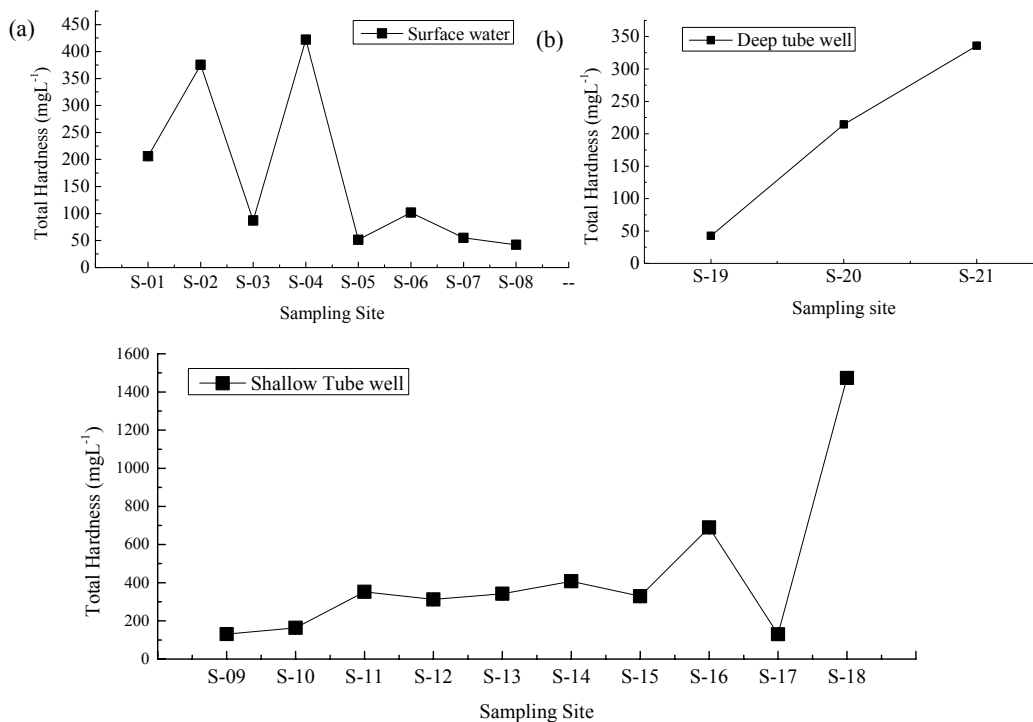 (a)
Surface water
Total Hardness (mgL⁻¹)
450
400
350
300
250
200
150
100
50
0
S-01 S-02 S-03 S-04 S-05 S-06 S-07 S-08 --
Sampling Site
(b)
Deep tube well
Total Hardness (mgL⁻¹)
350
300
250
200
150
100
50
0
S-19 S-20 S-21
Sampling site
Shallow Tube well
Total Hardness (mgL⁻¹)
1600
1400
1200
1000
800
600
400
200
0
S-09 S-10 S-11 S-12 S-13 S-14 S-15 S-16 S-17 S-18
Sampling Site